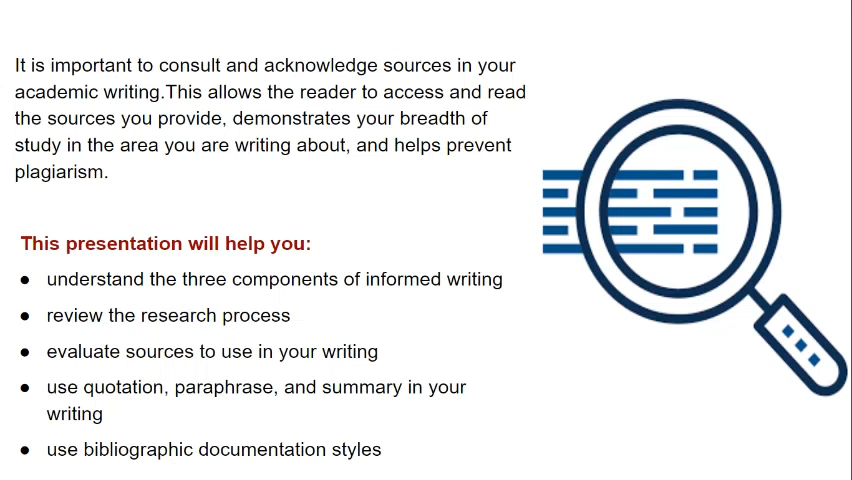 It is important to consult and acknowledge sources in your
academic writing.This allows the reader to access and read
the sources you provide, demonstrates your breadth of
study in the area you are writing about, and helps prevent
plagiarism.
This presentation will help you:
● understand the three components of informed writing
● review the research process
● evaluate sources to use in your writing
● use quotation, paraphrase, and summary in your
writing
● use bibliographic documentation styles